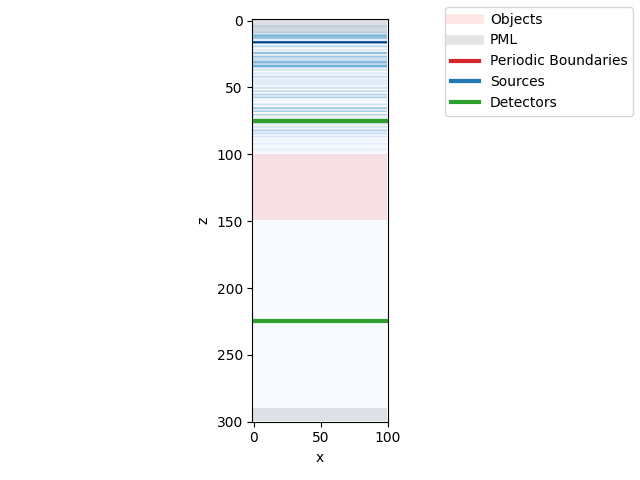 0
50
100
150
200
250
300
z
0
50
100
x
Objects
PML
Periodic Boundaries
Sources
Detectors